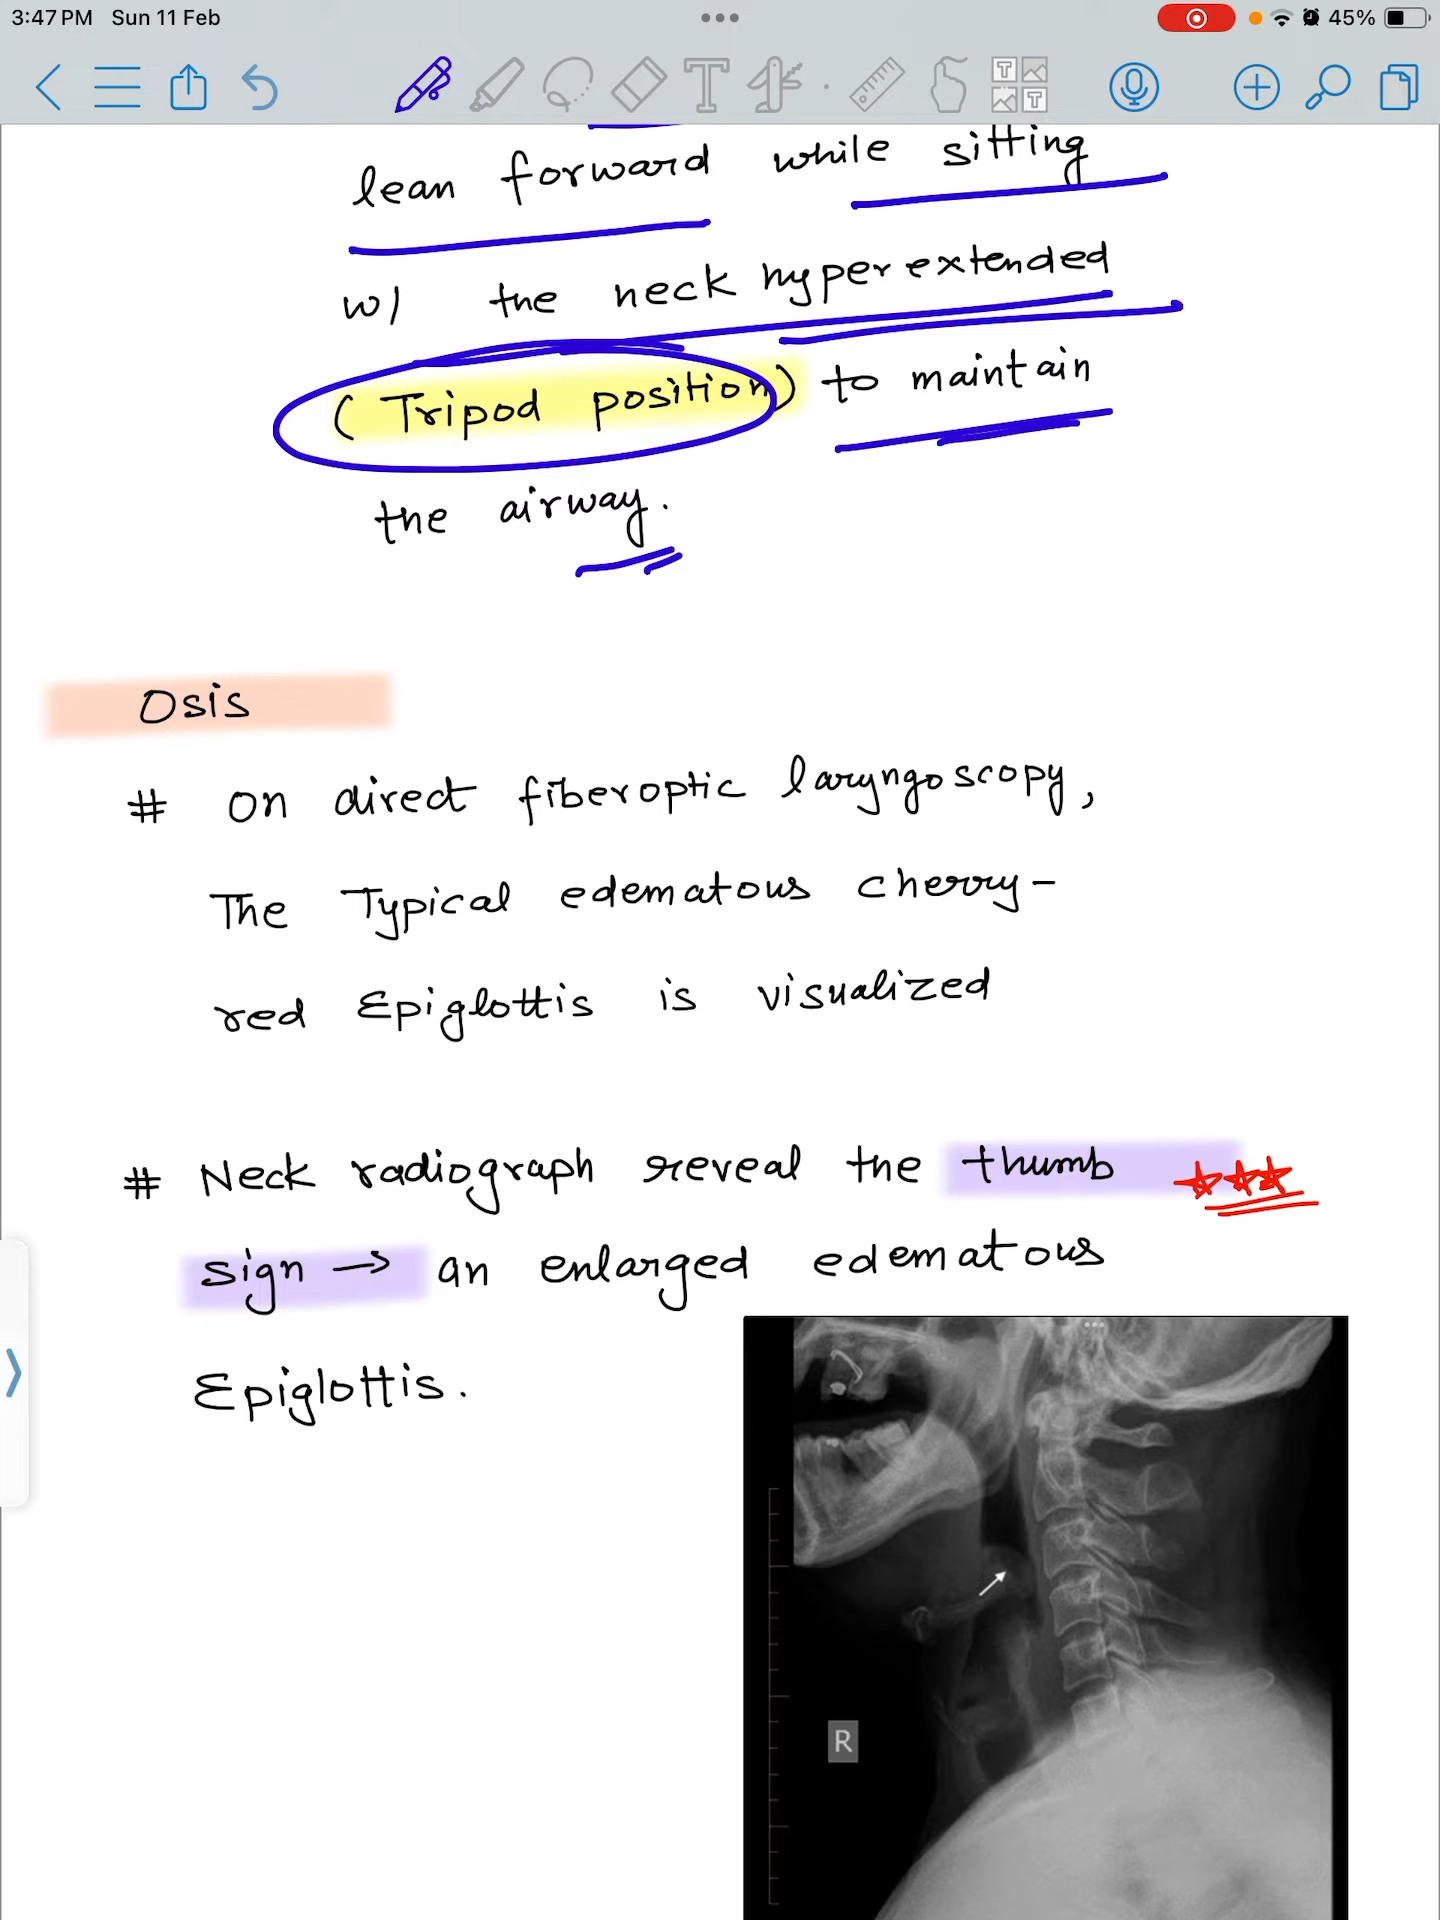 3:47 PM Sun 11 Feb
45%
lean forward while sitting
w/ the neck hyperextended
(Tripod position) to maintain
the airway.
Osis
# On direct fiberoptic laryngoscopy,
The Typical edematous cherry-
red Epiglottis is visualized
# Neck radiograph reveal the thumb
sign → an enlarged edematous
Epiglottis.
R